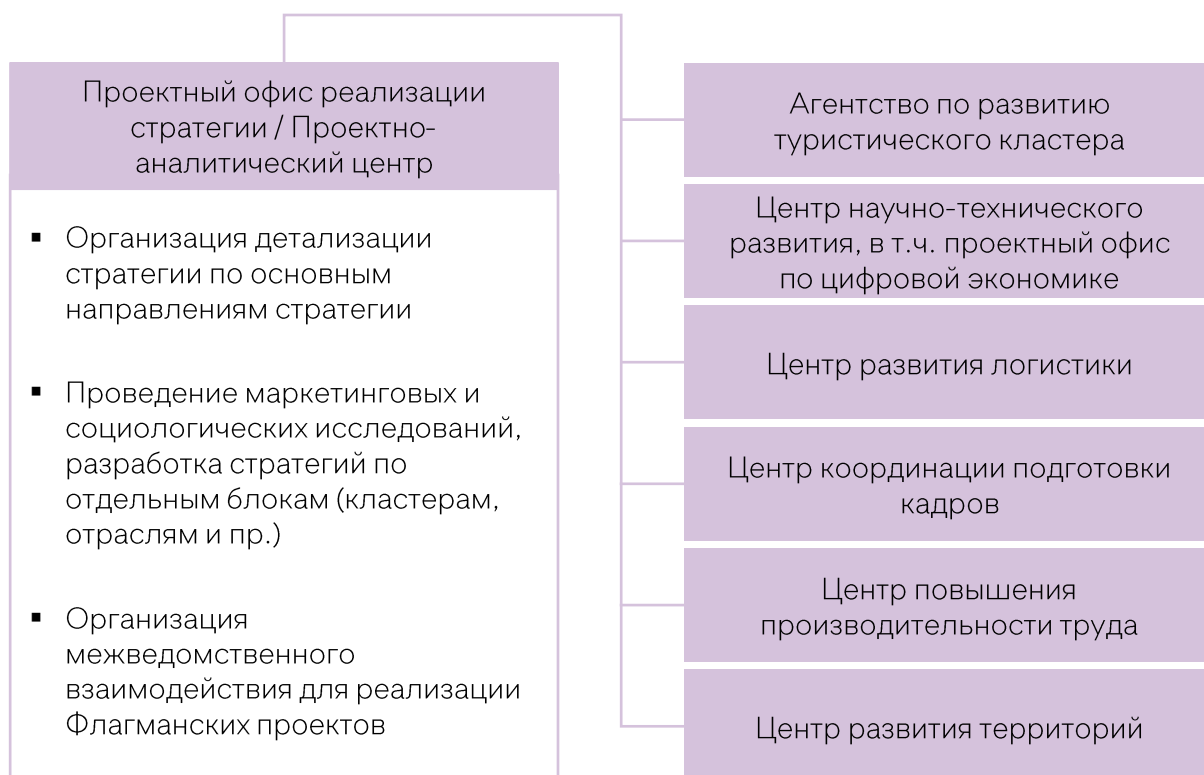 Проектный офис реализации
стратегии / Проектно-
аналитический центр
▪ Организация детализации
стратегии по основным
направлениям стратегии
▪ Проведение маркетинговых и
социологических исследований,
разработка стратегий по
отдельным блокам (кластерам,
отраслям и пр.)
▪ Организация
межведомственного
взаимодействия для реализации
Флагманских проектов
Агентство по развитию
туристического кластера
Центр научно-технического
развития, в т.ч. проектный офис
по цифровой экономике
Центр развития логистики
Центр координации подготовки
кадров
Центр повышения
производительности труда
Центр развития территорий